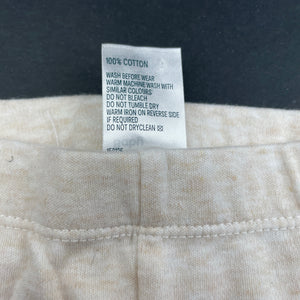 100% COTTON
WASH BEFORE WEAR
WARM MACHINE WASH WITH
SIMILAR COLOURS
DO NOT BLEACH
DO NOT TUMBLE DRY
WARM IRON ON REVERSE SIDE
IF REQUIRED
DO NOT DRYCLEAN